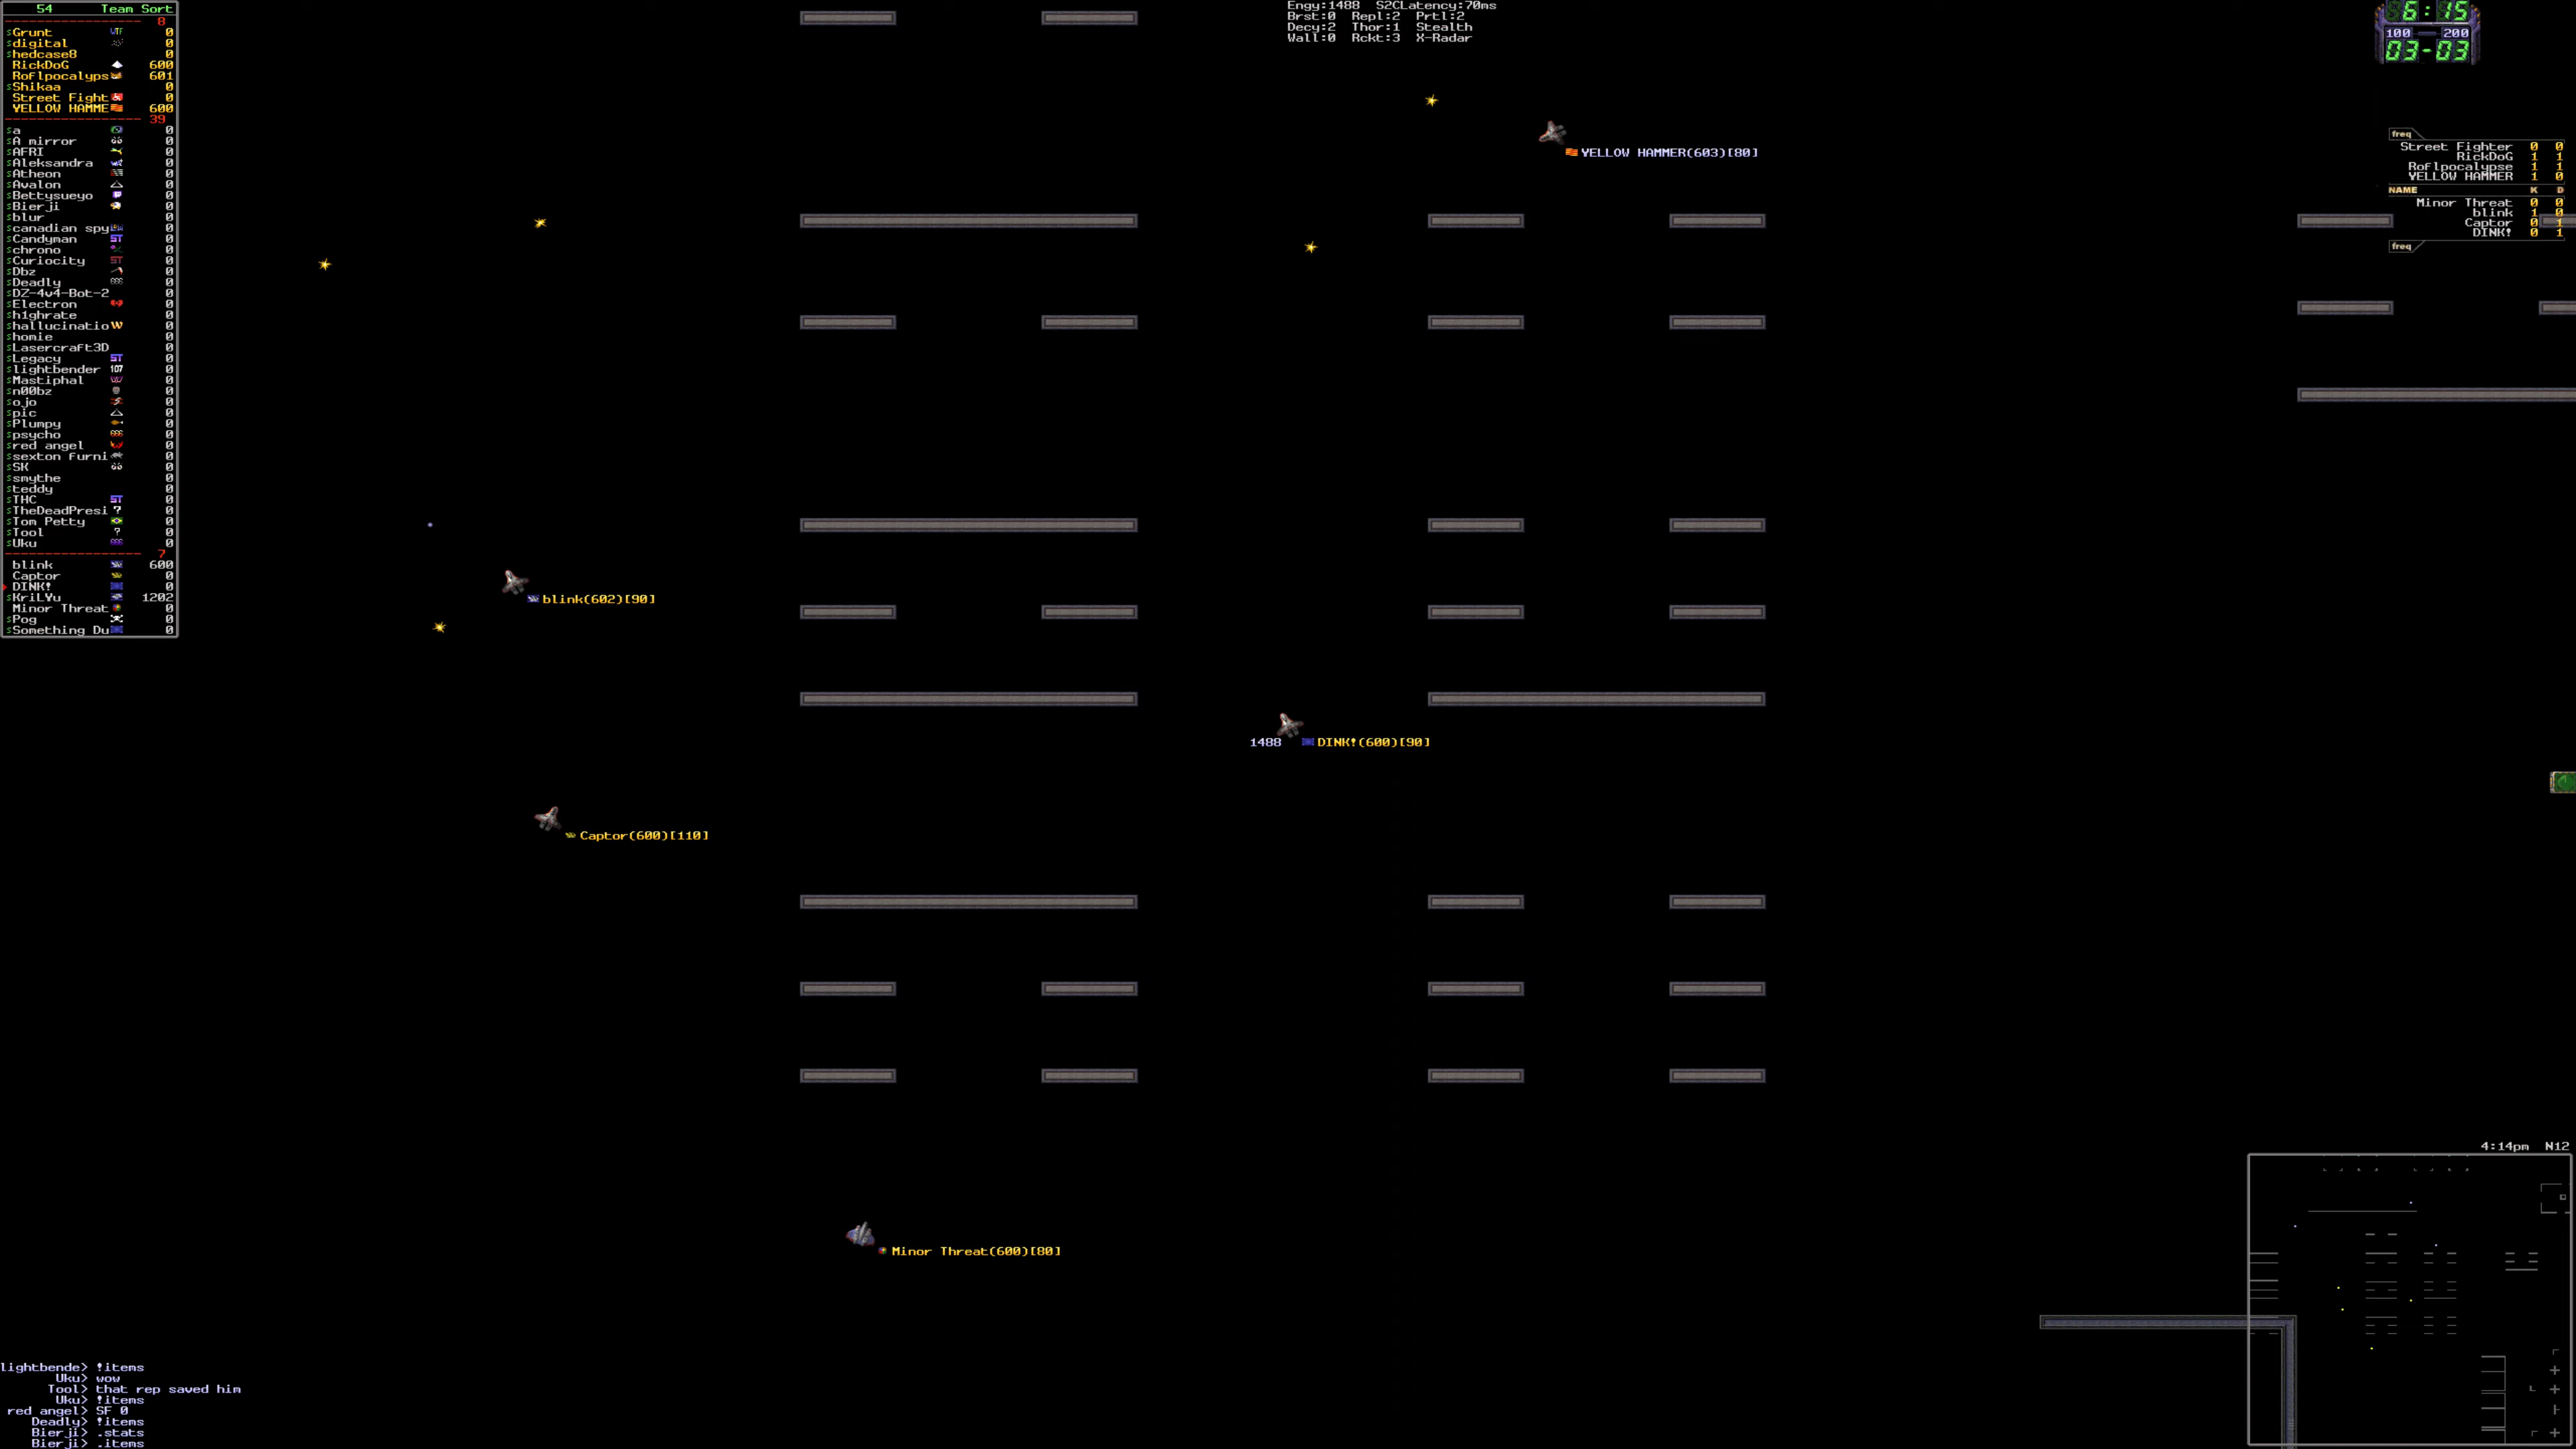 54 Team Sort
8
$Grunt WTF 0
$digital 0
$hedcase8 0
RickDoG 600
Roflpocalyps 601
$Shikaa 0
Street Fight 0
YELLOW HAMME 600
39
$a 0
$A mirror 0
$AFRI 0
$Aleksandra 0
$Atheon 0
$Avalon 0
$Bettysueyo 0
$Bierji 0
$blur 0
$canadian spy 0
$Candyman ST 0
$chrono 0
$Curiocity ST 0
$Dbz 0
$Deadly 0
$DZ-4v4-Bot-2 0
$Electron 0
$h1ghrate 0
$hallucinatio W 0
$homie 0
$Lasercraft3D 0
$Legacy ST 0
$lightbender 107 0
$Mastiphal 0
$n00bz 0
$ojo 0
$pic 0
$Plumpy 0
$psycho 0
$red angel 0
$sexton furni 0
$SK 0
$smythe 0
$teddy 0
$THC ST 0
$TheDeadPresi ? 0
$Tom Petty 0
$Tool ? 0
$Uku 0
7
blink 600
Captor 0
DINK! 0
$KriLYu 1202
Minor Threat 0
$Pog 0
$Something Du 0
Engy:1488 S2CLatency:70ms
Brst:0 Repl:2 Prtl:2
Decy:2 Thor:1 Stealth
Wall:0 Rckt:3 X-Radar
6:15
100 200
03-03
freq
Street Fighter 0 0
RickDoG 1 1
Roflpocalypse 1 1
YELLOW HAMMER 1 0
NAME K D
Minor Threat 0 0
blink 1 0
Captor 0 1
DINK! 0 1
freq
YELLOW HAMMER(603)[80]
blink(602)[90]
1488 DINK!(600)[90]
Captor(600)[110]
Minor Threat(600)[80]
4:14pm N12
lightbende> !items
Uku> wow
Tool> that rep saved him
Uku> !items
red angel> SF 0
Deadly> !items
Bierji> .stats
Bierji> .items